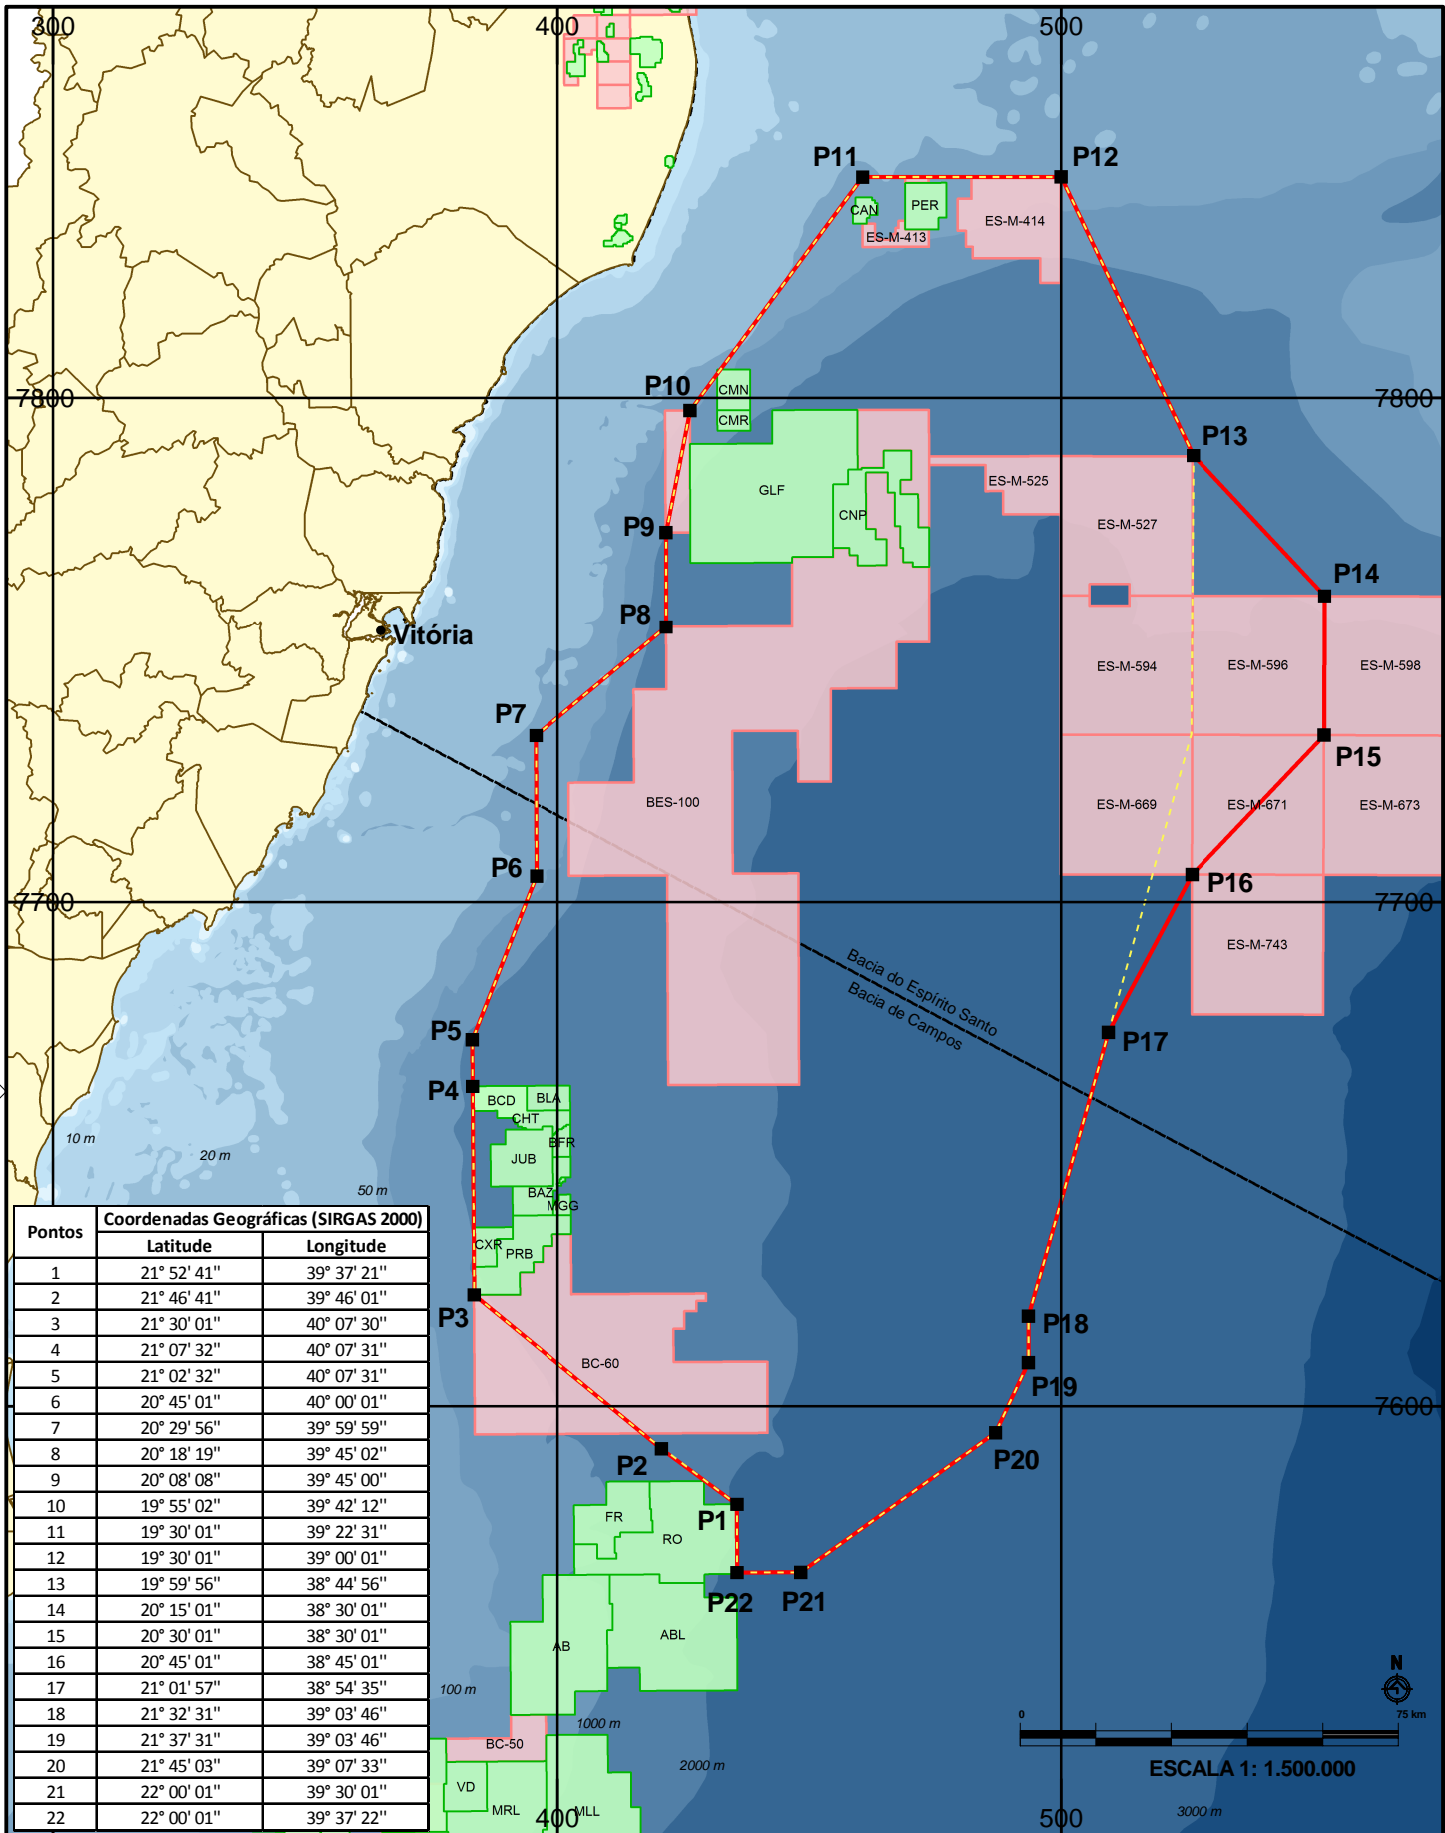 300
400
500
P11
P12
CAN
PER
ES-M-413
ES-M-414
7800
P10
CMN
CMR
7800
P13
GLF
CNP
ES-M-525
ES-M-527
P9
P14
P8
Vitória
ES-M-594
ES-M-596
ES-M-598
P7
P15
BES-100
ES-M-669
ES-M-671
ES-M-673
P6
P16
7700
7700
ES-M-743
Bacia do Espírito Santo
Bacia de Campos
P5
P17
P4
BCD
BLA
CHT
BFR
JUB
BAZ
MGG
CXR
PRB
10 m
20 m
50 m
P3
P18
BC-60
P19
7600
P20
P2
P1
FR
RO
P22
P21
AB
ABL
100 m
1000 m
2000 m
3000 m
BC-50
VD
MRL
MLL
400
500
Pontos
Coordenadas Geográficas (SIRGAS 2000)
Latitude Longitude
1 21° 52' 41" 39° 37' 21"
2 21° 46' 41" 39° 46' 01"
3 21° 30' 01" 40° 07' 30"
4 21° 07' 32" 40° 07' 31"
5 21° 02' 32" 40° 07' 31"
6 20° 45' 01" 40° 00' 01"
7 20° 29' 56" 39° 59' 59"
8 20° 18' 19" 39° 45' 02"
9 20° 08' 08" 39° 45' 00"
10 19° 55' 02" 39° 42' 12"
11 19° 30' 01" 39° 22' 31"
12 19° 30' 01" 39° 00' 01"
13 19° 59' 56" 38° 44' 56"
14 20° 15' 01" 38° 30' 01"
15 20° 30' 01" 38° 30' 01"
16 20° 45' 01" 38° 45' 01"
17 21° 01' 57" 38° 54' 35"
18 21° 32' 31" 39° 03' 46"
19 21° 37' 31" 39° 03' 46"
20 21° 45' 03" 39° 07' 33"
21 22° 00' 01" 39° 30' 01"
22 22° 00' 01" 39° 37' 22"
N
0
75 km
ESCALA 1: 1.500.000